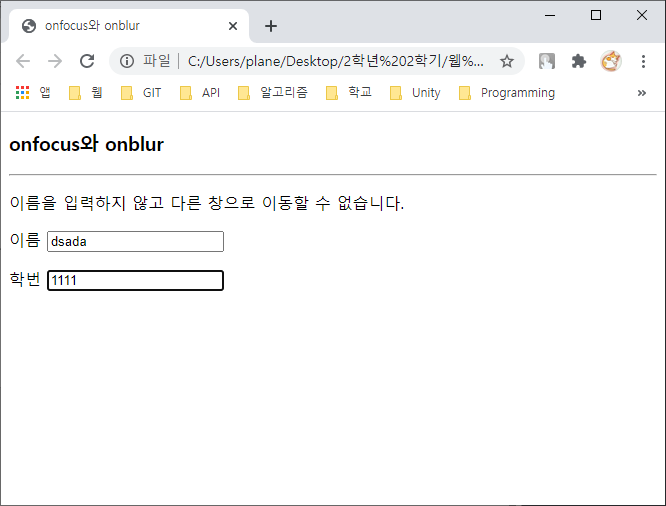 onfocus와 onblur
파일 C:/Users/plane/Desktop/2학년%202학기/웹%...
앱 웹 GIT API 알고리즘 학교 Unity Programming »
onfocus와 onblur
이름을 입력하지 않고 다른 창으로 이동할 수 없습니다.
이름 dsada
학번 1111